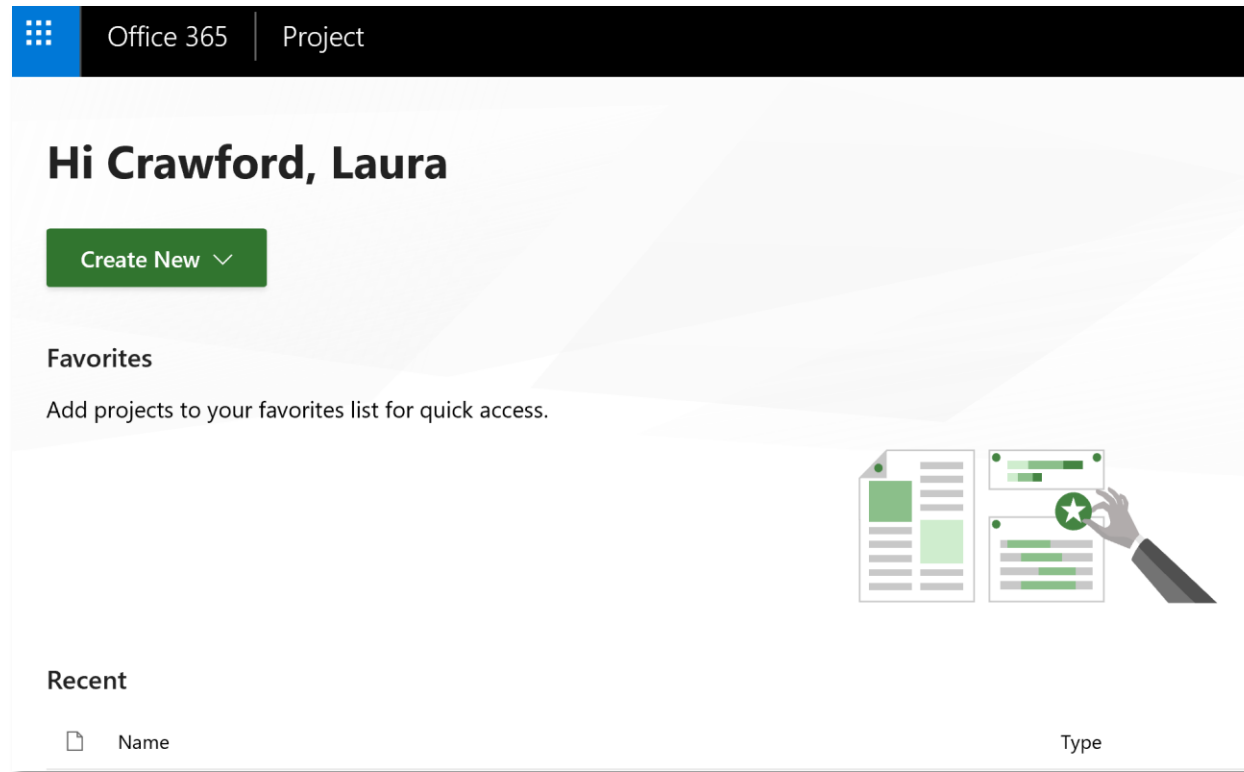 Office 365 Project
Hi Crawford, Laura
Create New
Favorites
Add projects to your favorites list for quick access.
Recent
Name Type